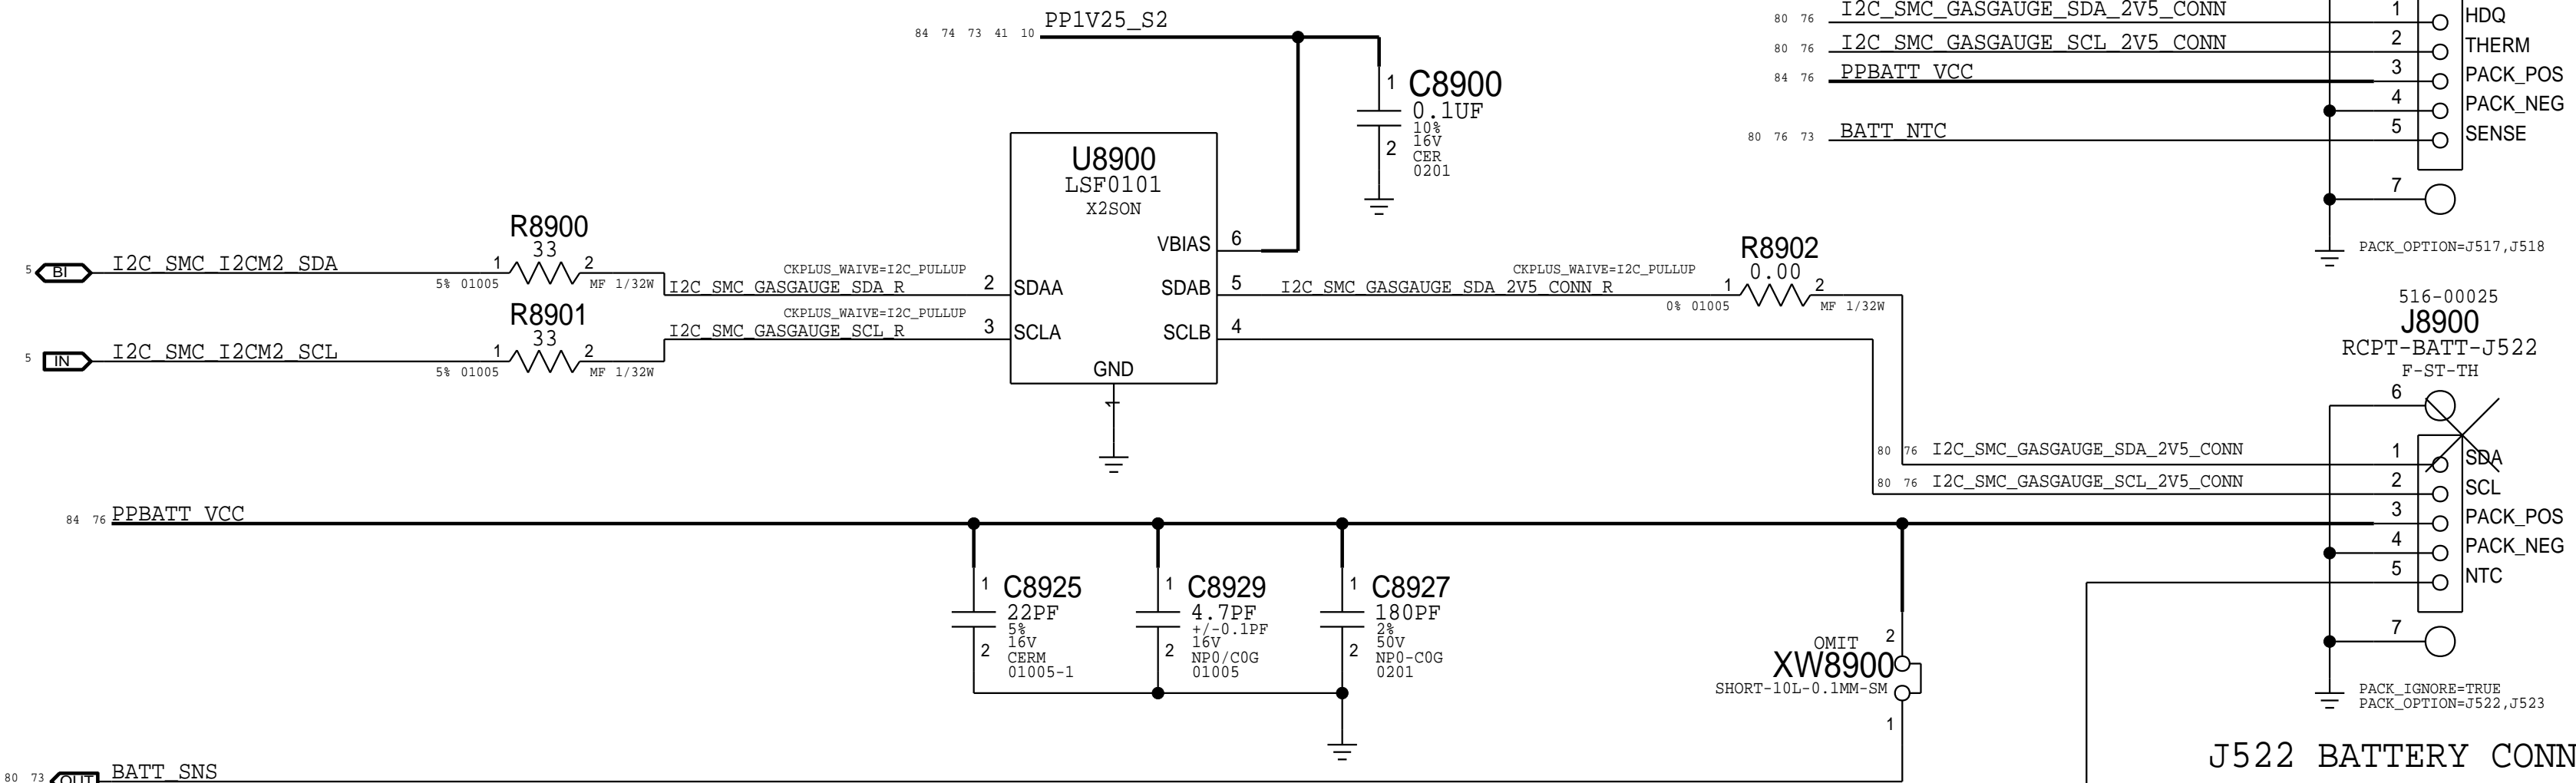 PP1V25_S2
84 74 73 41 10
1
C8900
0.1UF
10%
16V
CER
0201
2
80 76 I2C_SMC_GASGAUGE_SDA_2V5_CONN 1 HDQ
80 76 I2C_SMC_GASGAUGE_SCL_2V5_CONN 2 THERM
84 76 PPBATT_VCC 3 PACK_POS
4 PACK_NEG
80 76 73 BATT_NTC 5 SENSE
7
PACK_OPTION=J517,J518
U8900
LSF0101
X2SON
VBIAS 6
2 SDAA SDAB 5
3 SCLA SCLB 4
GND
1
R8900
33
5 BI I2C_SMC_I2CM2_SDA 1 2
5% 01005 MF 1/32W
CKPLUS_WAIVE=I2C_PULLUP
I2C_SMC_GASGAUGE_SDA_R
R8901
33
5 IN I2C_SMC_I2CM2_SCL 1 2
5% 01005 MF 1/32W
CKPLUS_WAIVE=I2C_PULLUP
I2C_SMC_GASGAUGE_SCL_R
CKPLUS_WAIVE=I2C_PULLUP
I2C_SMC_GASGAUGE_SDA_2V5_CONN_R
R8902
0.00
1 2
0% 01005 MF 1/32W
516-00025
J8900
RCPT-BATT-J522
F-ST-TH
6
80 76 I2C_SMC_GASGAUGE_SDA_2V5_CONN 1 SDA
80 76 I2C_SMC_GASGAUGE_SCL_2V5_CONN 2 SCL
84 76 PPBATT_VCC 3 PACK_POS
4 PACK_NEG
5 NTC
7
PACK_IGNORE=TRUE
PACK_OPTION=J522,J523
1
C8925
22PF
5%
16V
CERM
01005-1
2
1
C8929
4.7PF
+/-0.1PF
16V
NP0/C0G
01005
2
1
C8927
180PF
2%
50V
NP0-C0G
0201
2
OMIT 2
XW8900
SHORT-10L-0.1MM-SM
1
J522 BATTERY CONN
80 73 OUT BATT_SNS